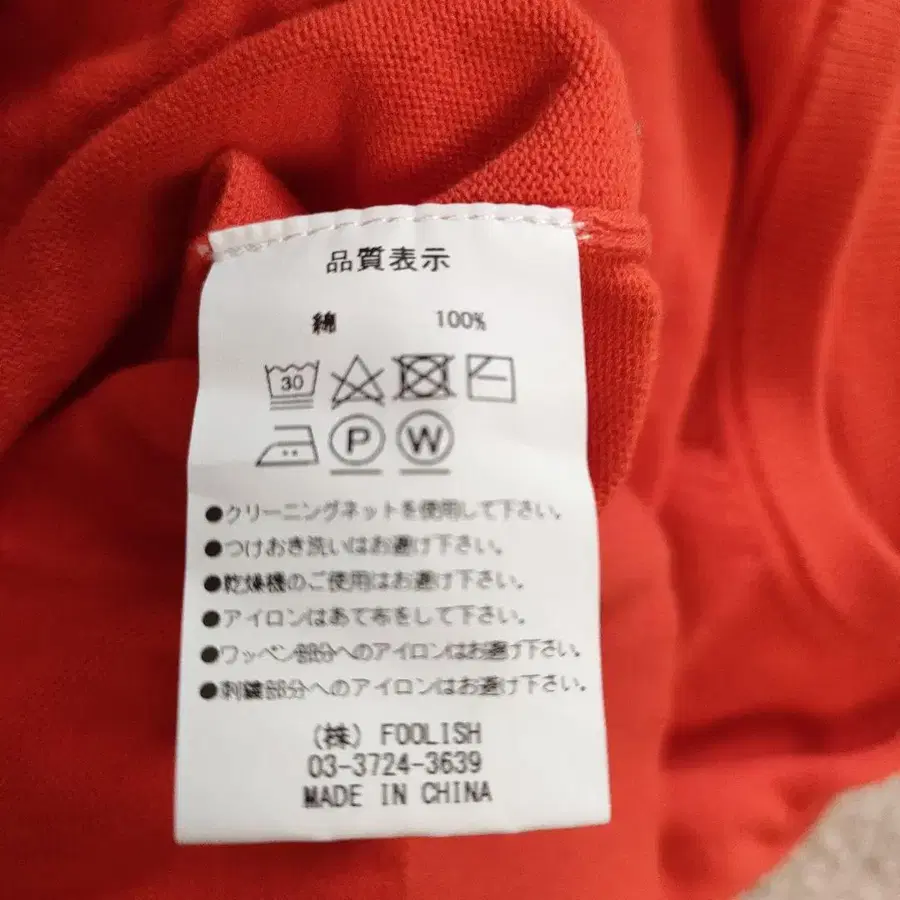 品質表示
綿 100%
30
P W
●クリーニングネットを使用して下さい。
●つけおき洗いはお避け下さい。
●乾燥機のご使用はお避け下さい。
●アイロンはあて布をして下さい。
●ワッペン部分へのアイロンはお避け下さい。
●刺繍部分へのアイロンはお避け下さい。
(株) FOOLISH
03-3724-3639
MADE IN CHINA